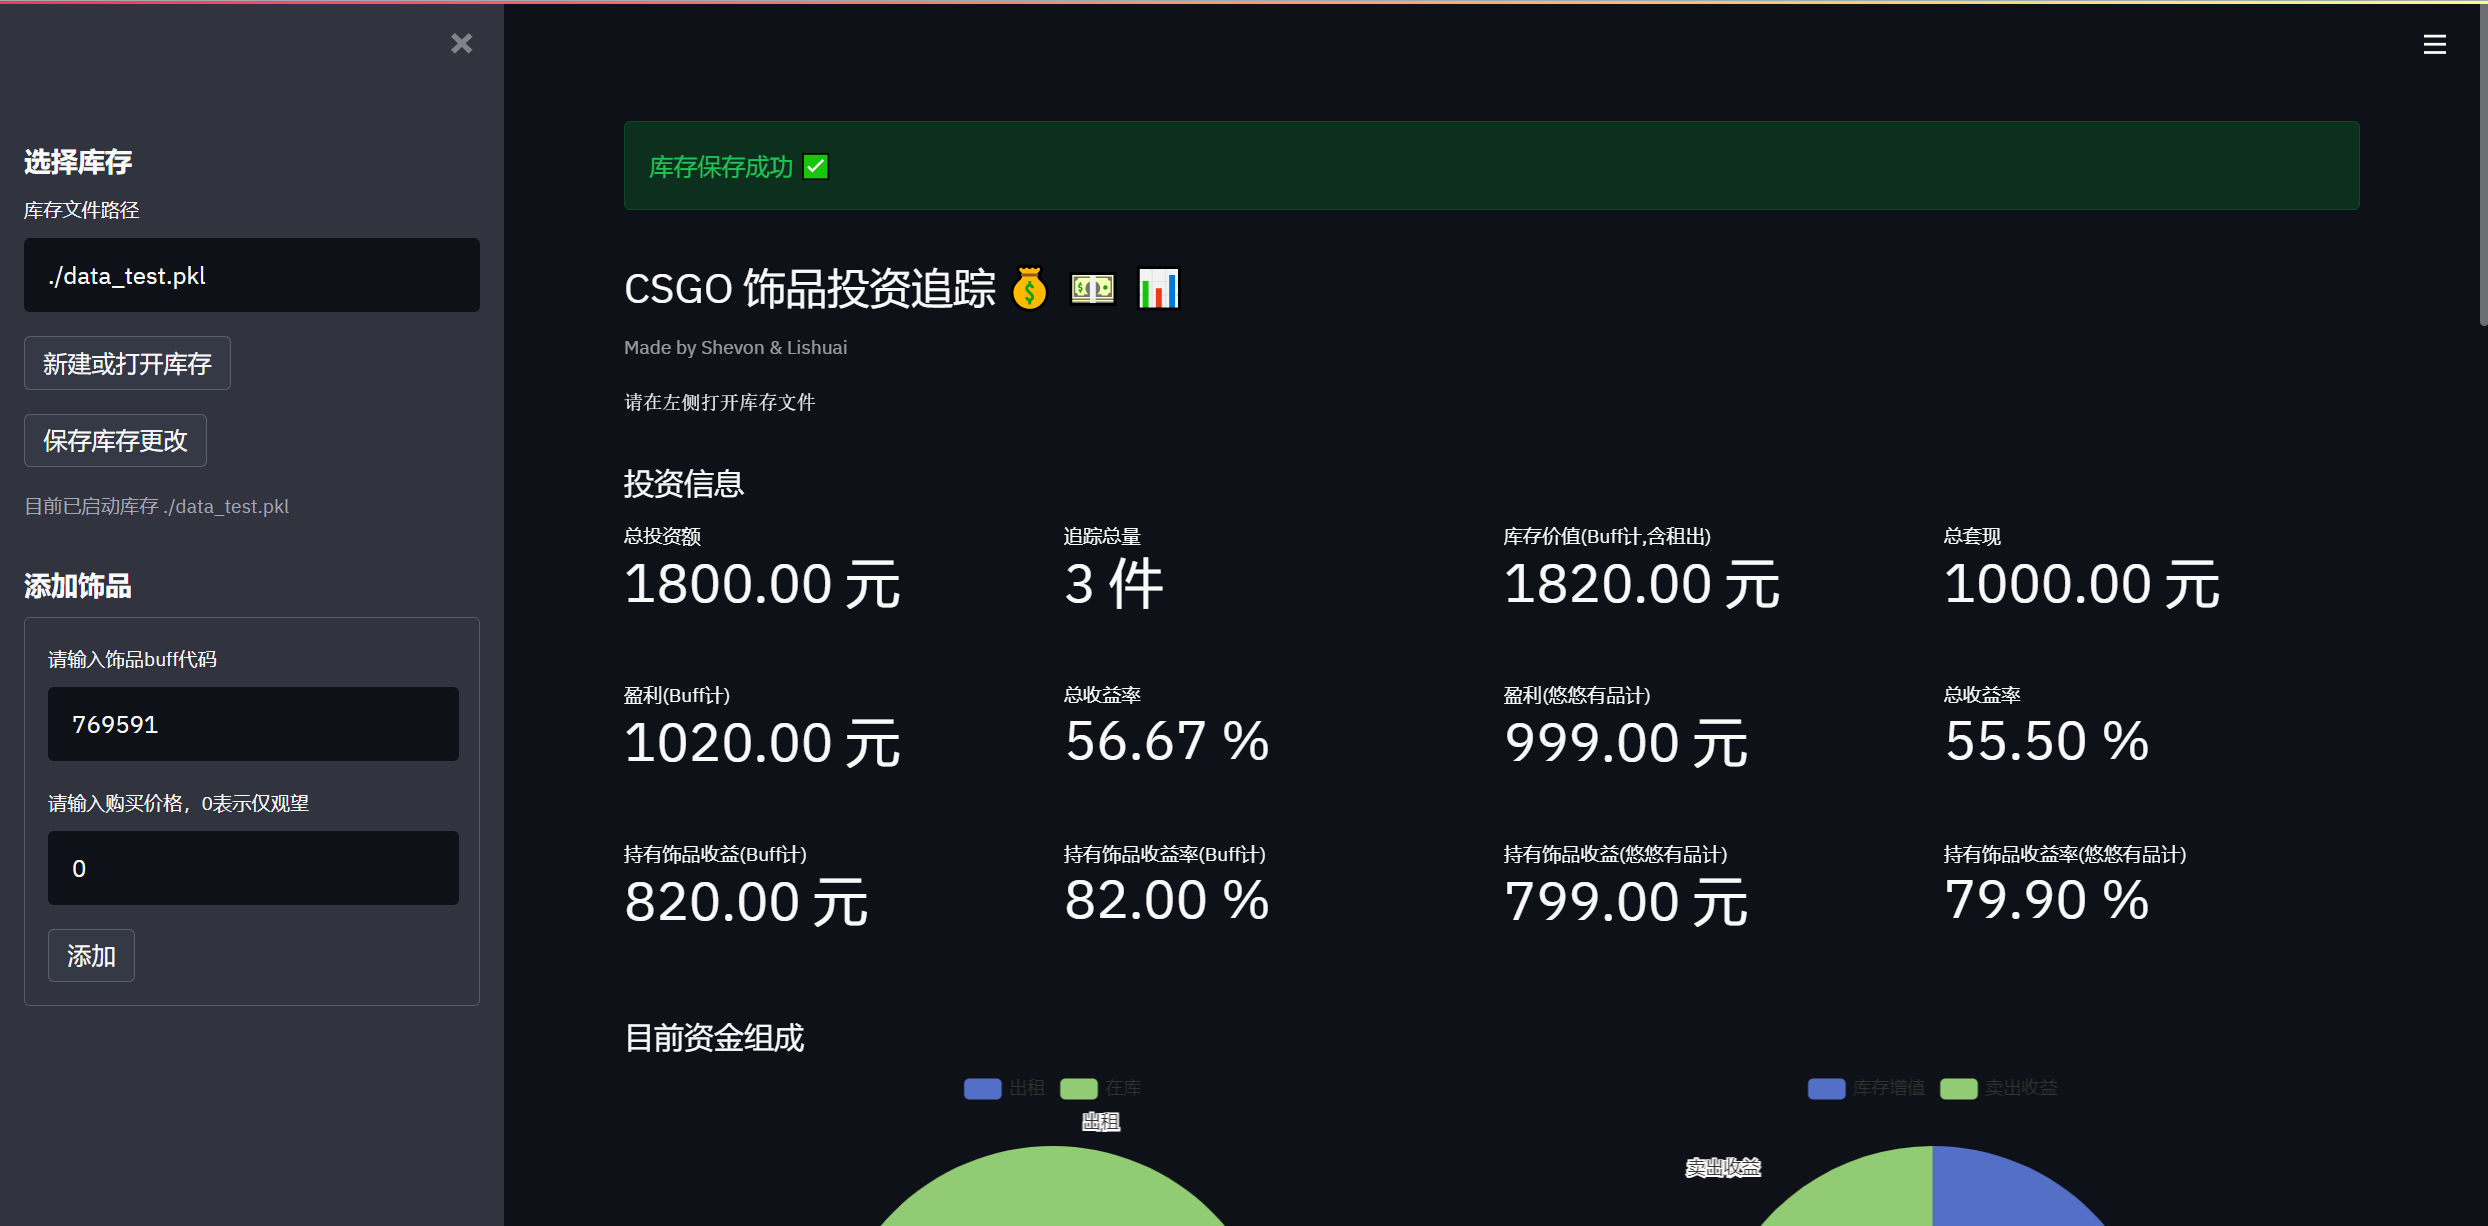 选择库存
库存文件路径
./data_test.pkl
新建或打开库存
保存库存更改
目前已启动库存 ./data_test.pkl
添加饰品
请输入饰品buff代码
769591
请输入购买价格，0表示仅观望
0
添加
库存保存成功 ✅
CSGO 饰品投资追踪 💰 💵 📊
Made by Shevon & Lishuai
请在左侧打开库存文件
投资信息
总投资额
1800.00 元
追踪总量
3 件
库存价值(Buff计,含租出)
1820.00 元
总套现
1000.00 元
盈利(Buff计)
1020.00 元
总收益率
56.67 %
盈利(悠悠有品计)
999.00 元
总收益率
55.50 %
持有饰品收益(Buff计)
820.00 元
持有饰品收益率(Buff计)
82.00 %
持有饰品收益(悠悠有品计)
799.00 元
持有饰品收益率(悠悠有品计)
79.90 %
目前资金组成
出租 在库
出租
库存增值 卖出收益
卖出收益